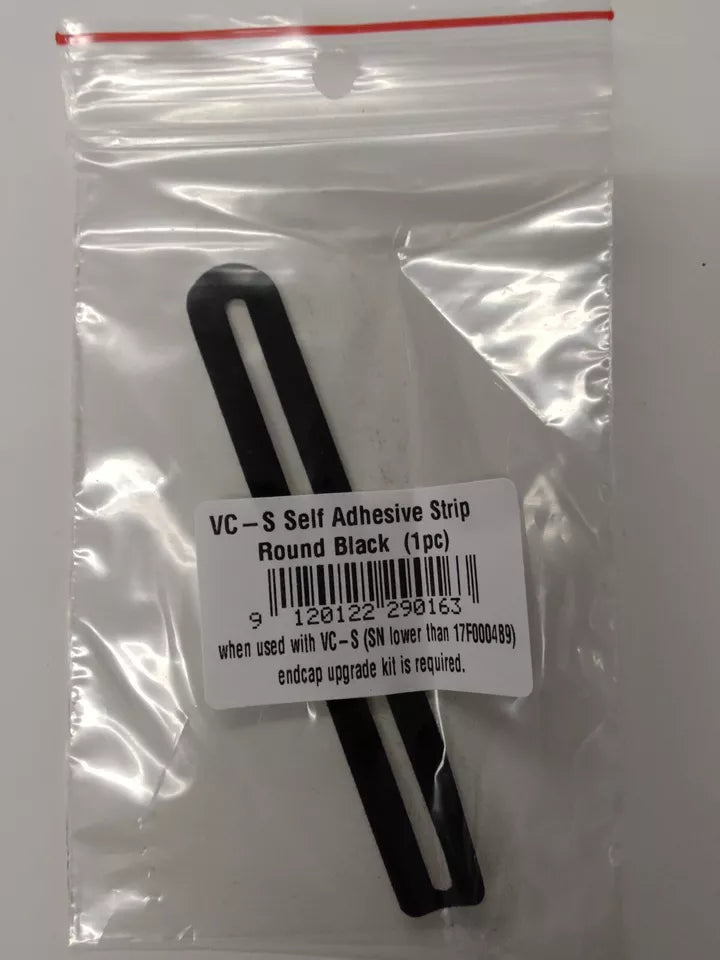 VC-S Self Adhesive Strip
Round Black (1pc)
9 120122 290163
when used with VC-S (SN lower than 17F000489)
endcap upgrade kit is required.